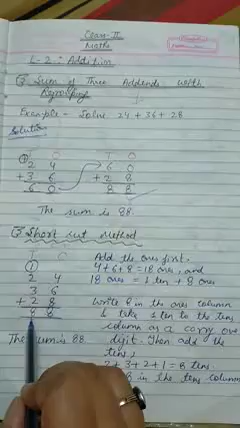 Class-II
Maths
L-2: Addition
Q Sum of Three Addends with
Regrouping
Example - Solve 24 + 36 + 28
Solution
T O T O
① 2 4 6 0
+ 3 6 + 2 8
6 0 8 8
The sum is 88.
Q Short cut Method
T O Add the ones first.
① 4+6+8 = 18 ones, and
2 4 18 ones = 1 ten + 8 ones
3 6
+ 2 8 Write 8 in the ones column
8 8 & take 1 ten to the tens
column as a carry over
The sum is 88. digit. Then add the
tens,
2 + 3 + 2 + 1 = 8 tens.
8 in the tens column